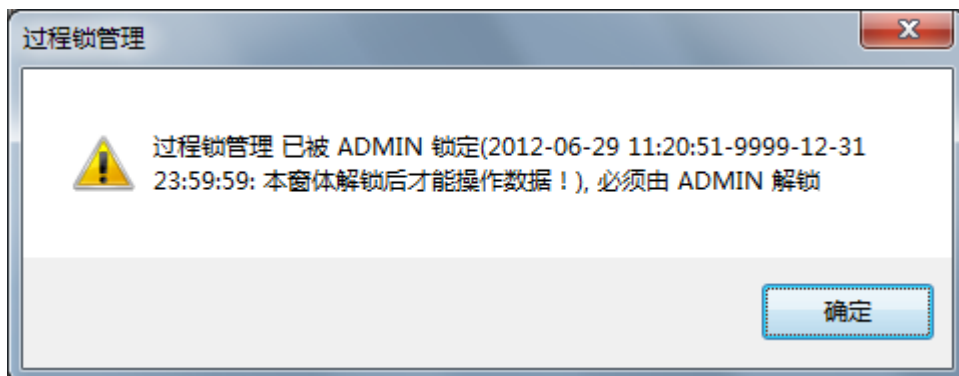 过程锁管理
过程锁管理 已被 ADMIN 锁定(2012-06-29 11:20:51-9999-12-31
23:59:59: 本窗体解锁后才能操作数据！), 必须由 ADMIN 解锁
确定